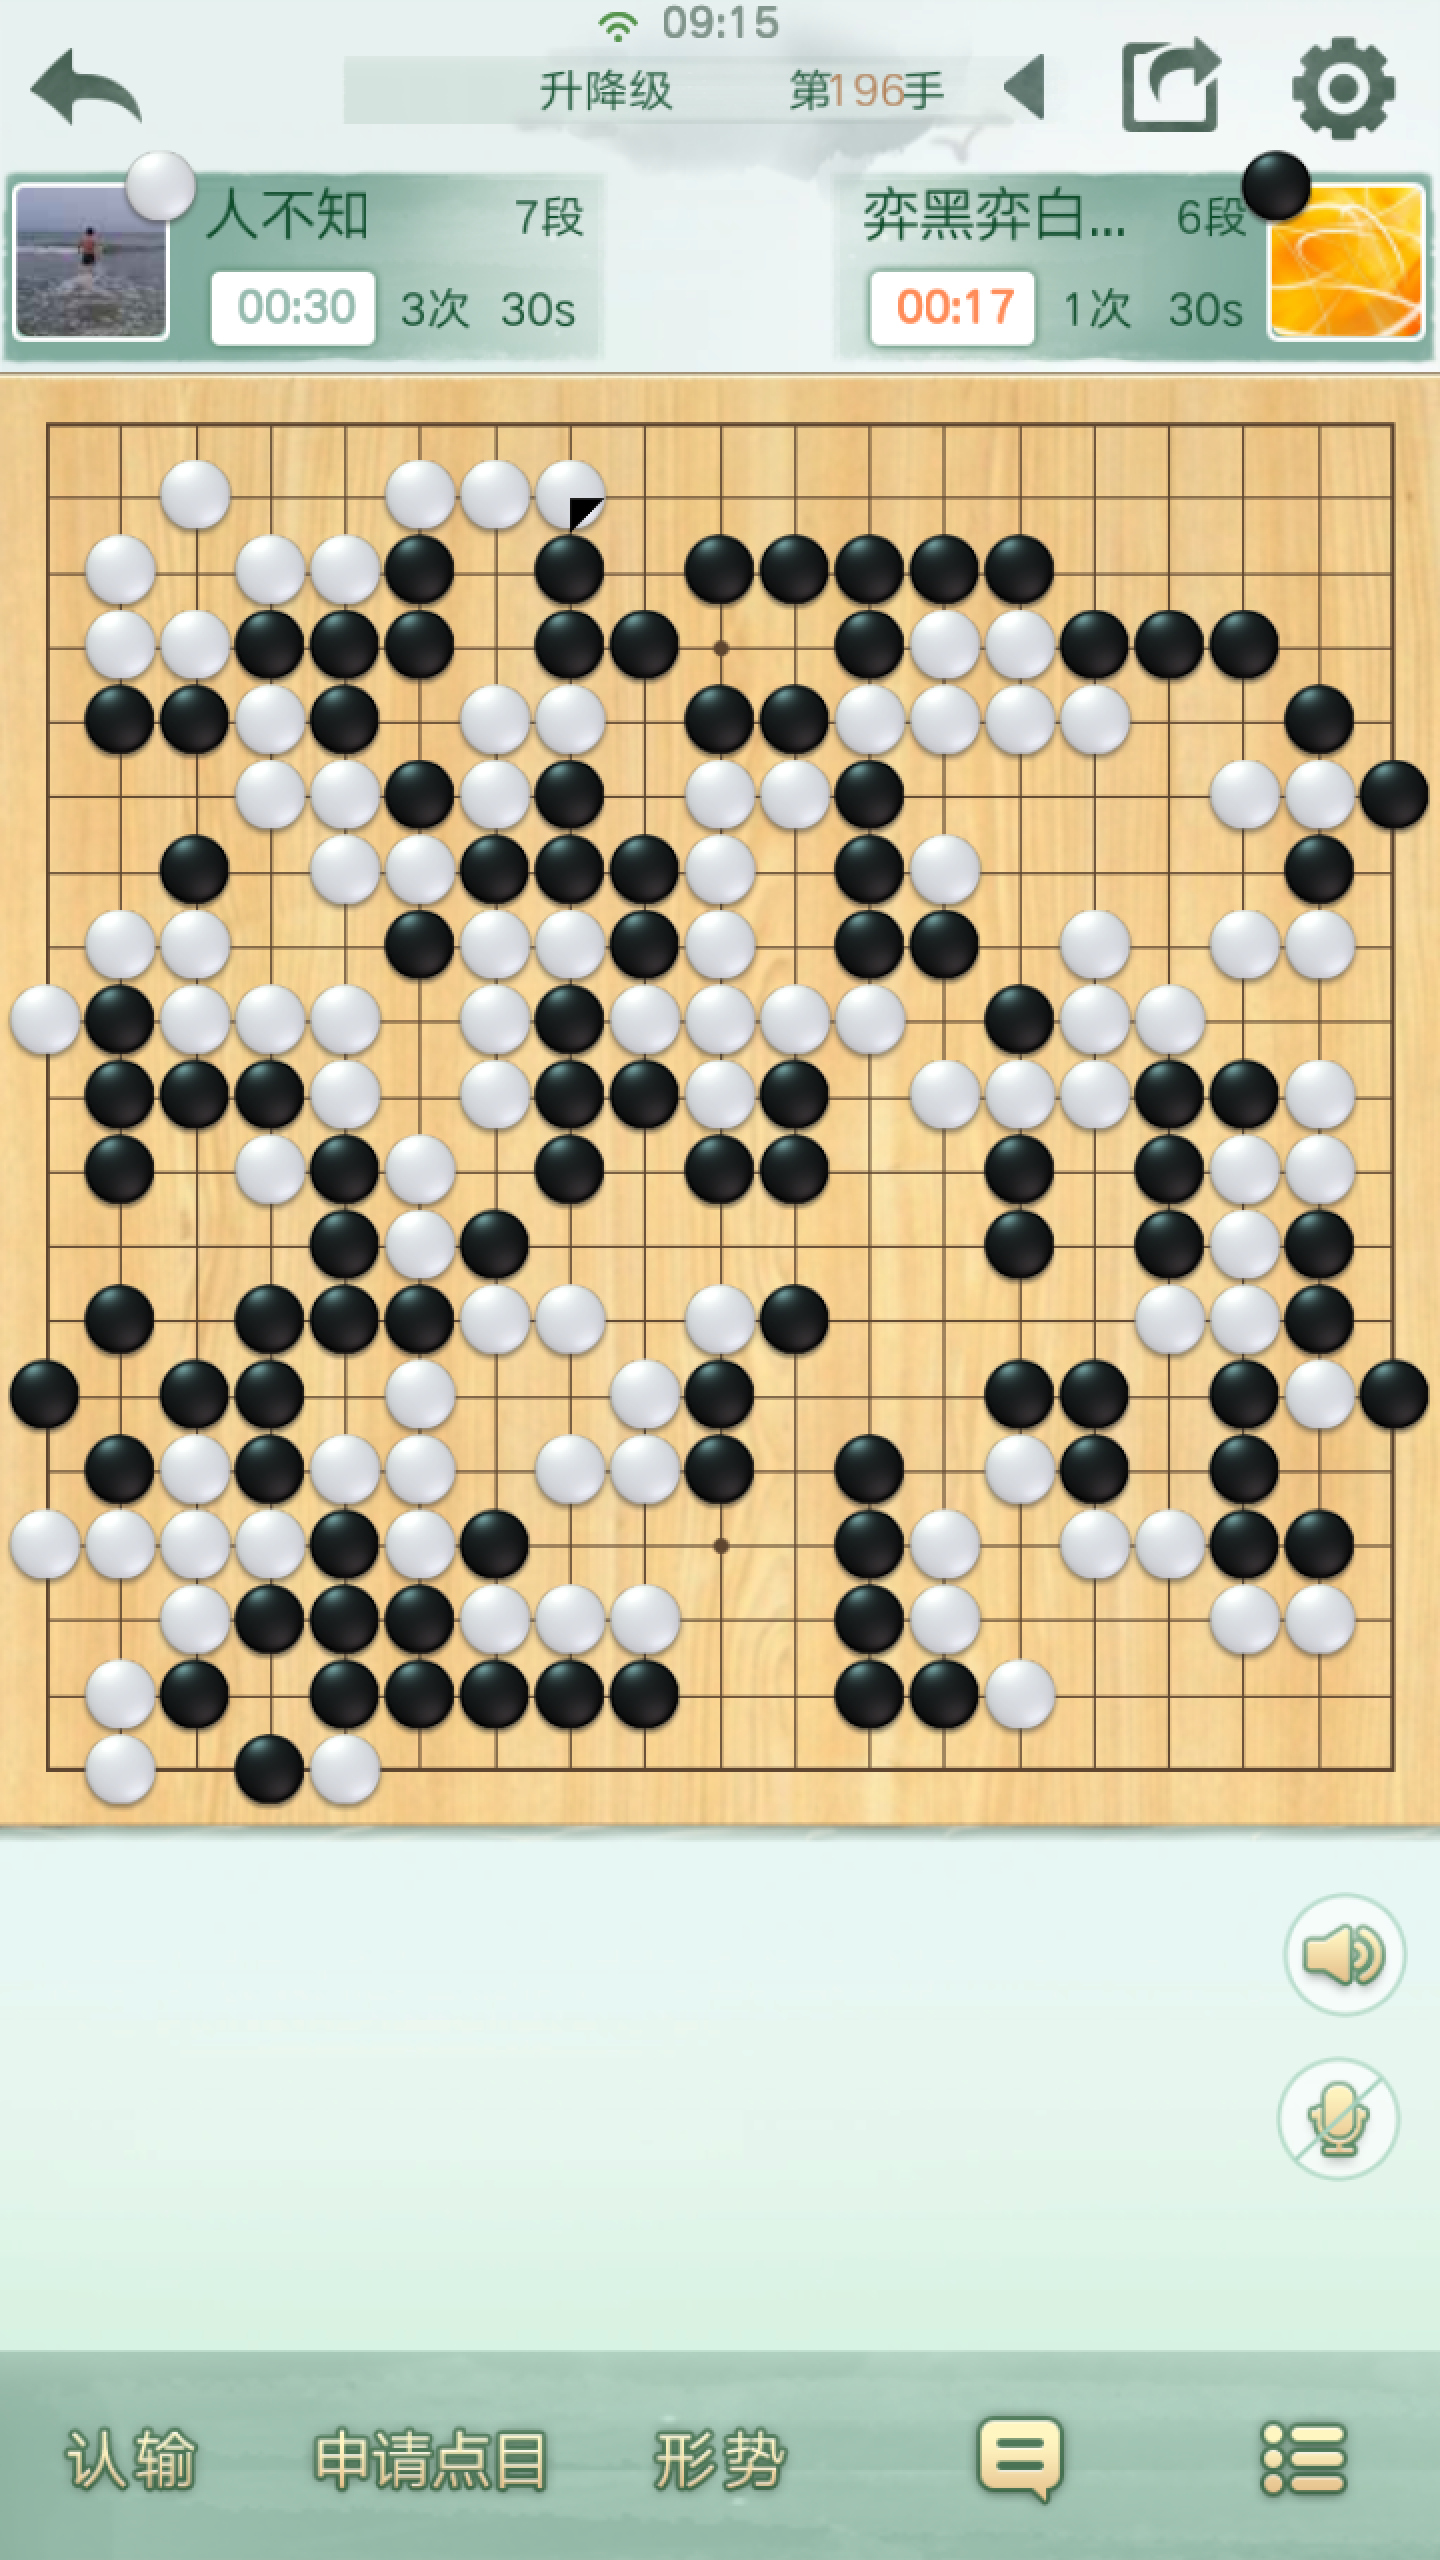 09:15
升降级 第196手
人不知 7段
00:30 3次 30s
弈黑弈白... 6段
00:17 1次 30s
认输 申请点目 形势